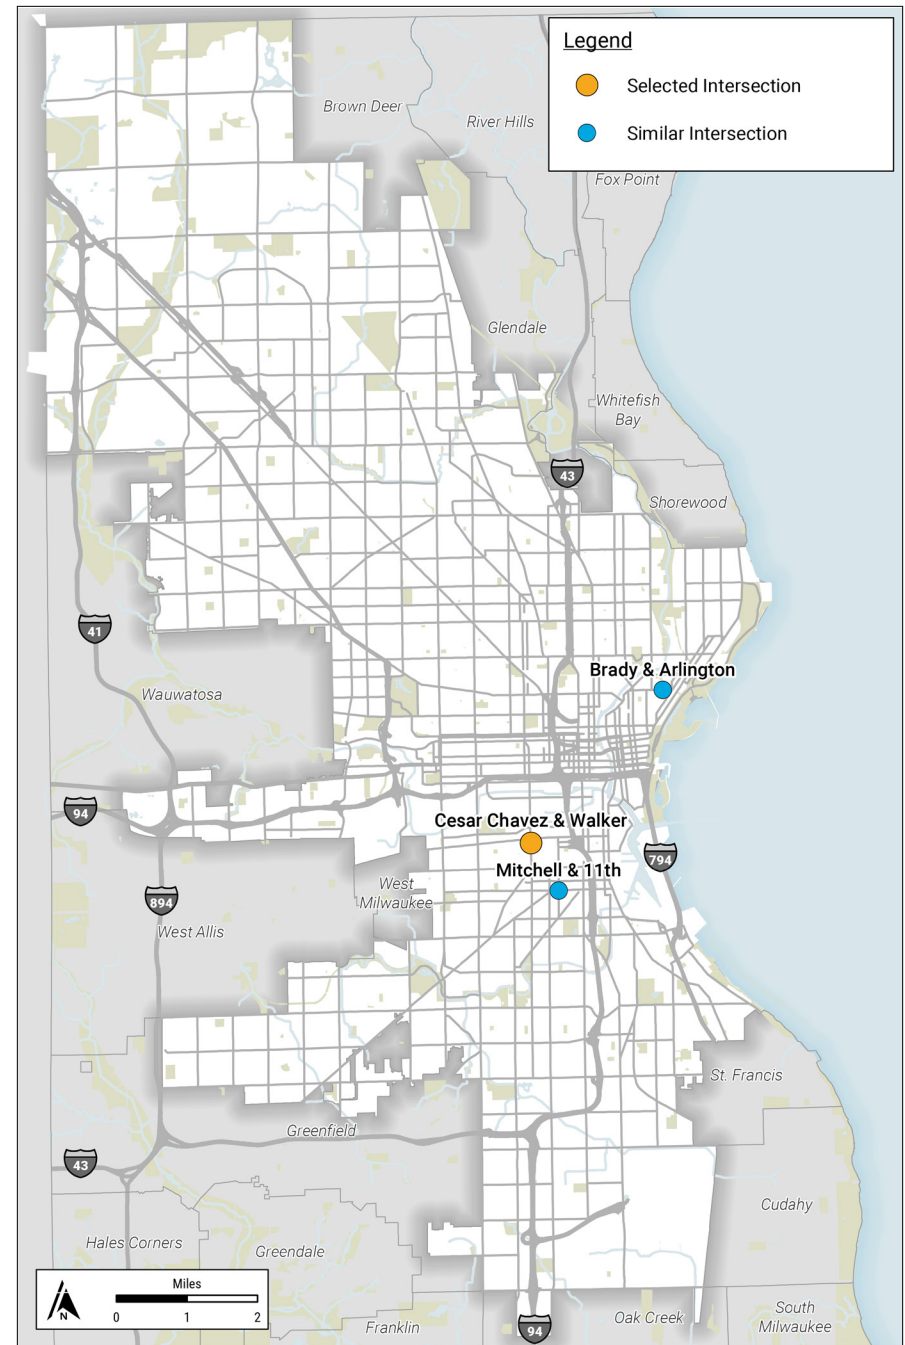 Legend
Selected Intersection
Similar Intersection
Brown Deer
River Hills
Fox Point
Glendale
Whitefish
Bay
43
Shorewood
41
Brady & Arlington
Wauwatosa
94
Cesar Chavez & Walker
794
Mitchell & 11th
West
Milwaukee
894
West Allis
St. Francis
Greenfield
43
Cudahy
Hales Corners
Greendale
Miles
0 1 2
N
94
Franklin
Oak Creek
South
Milwaukee